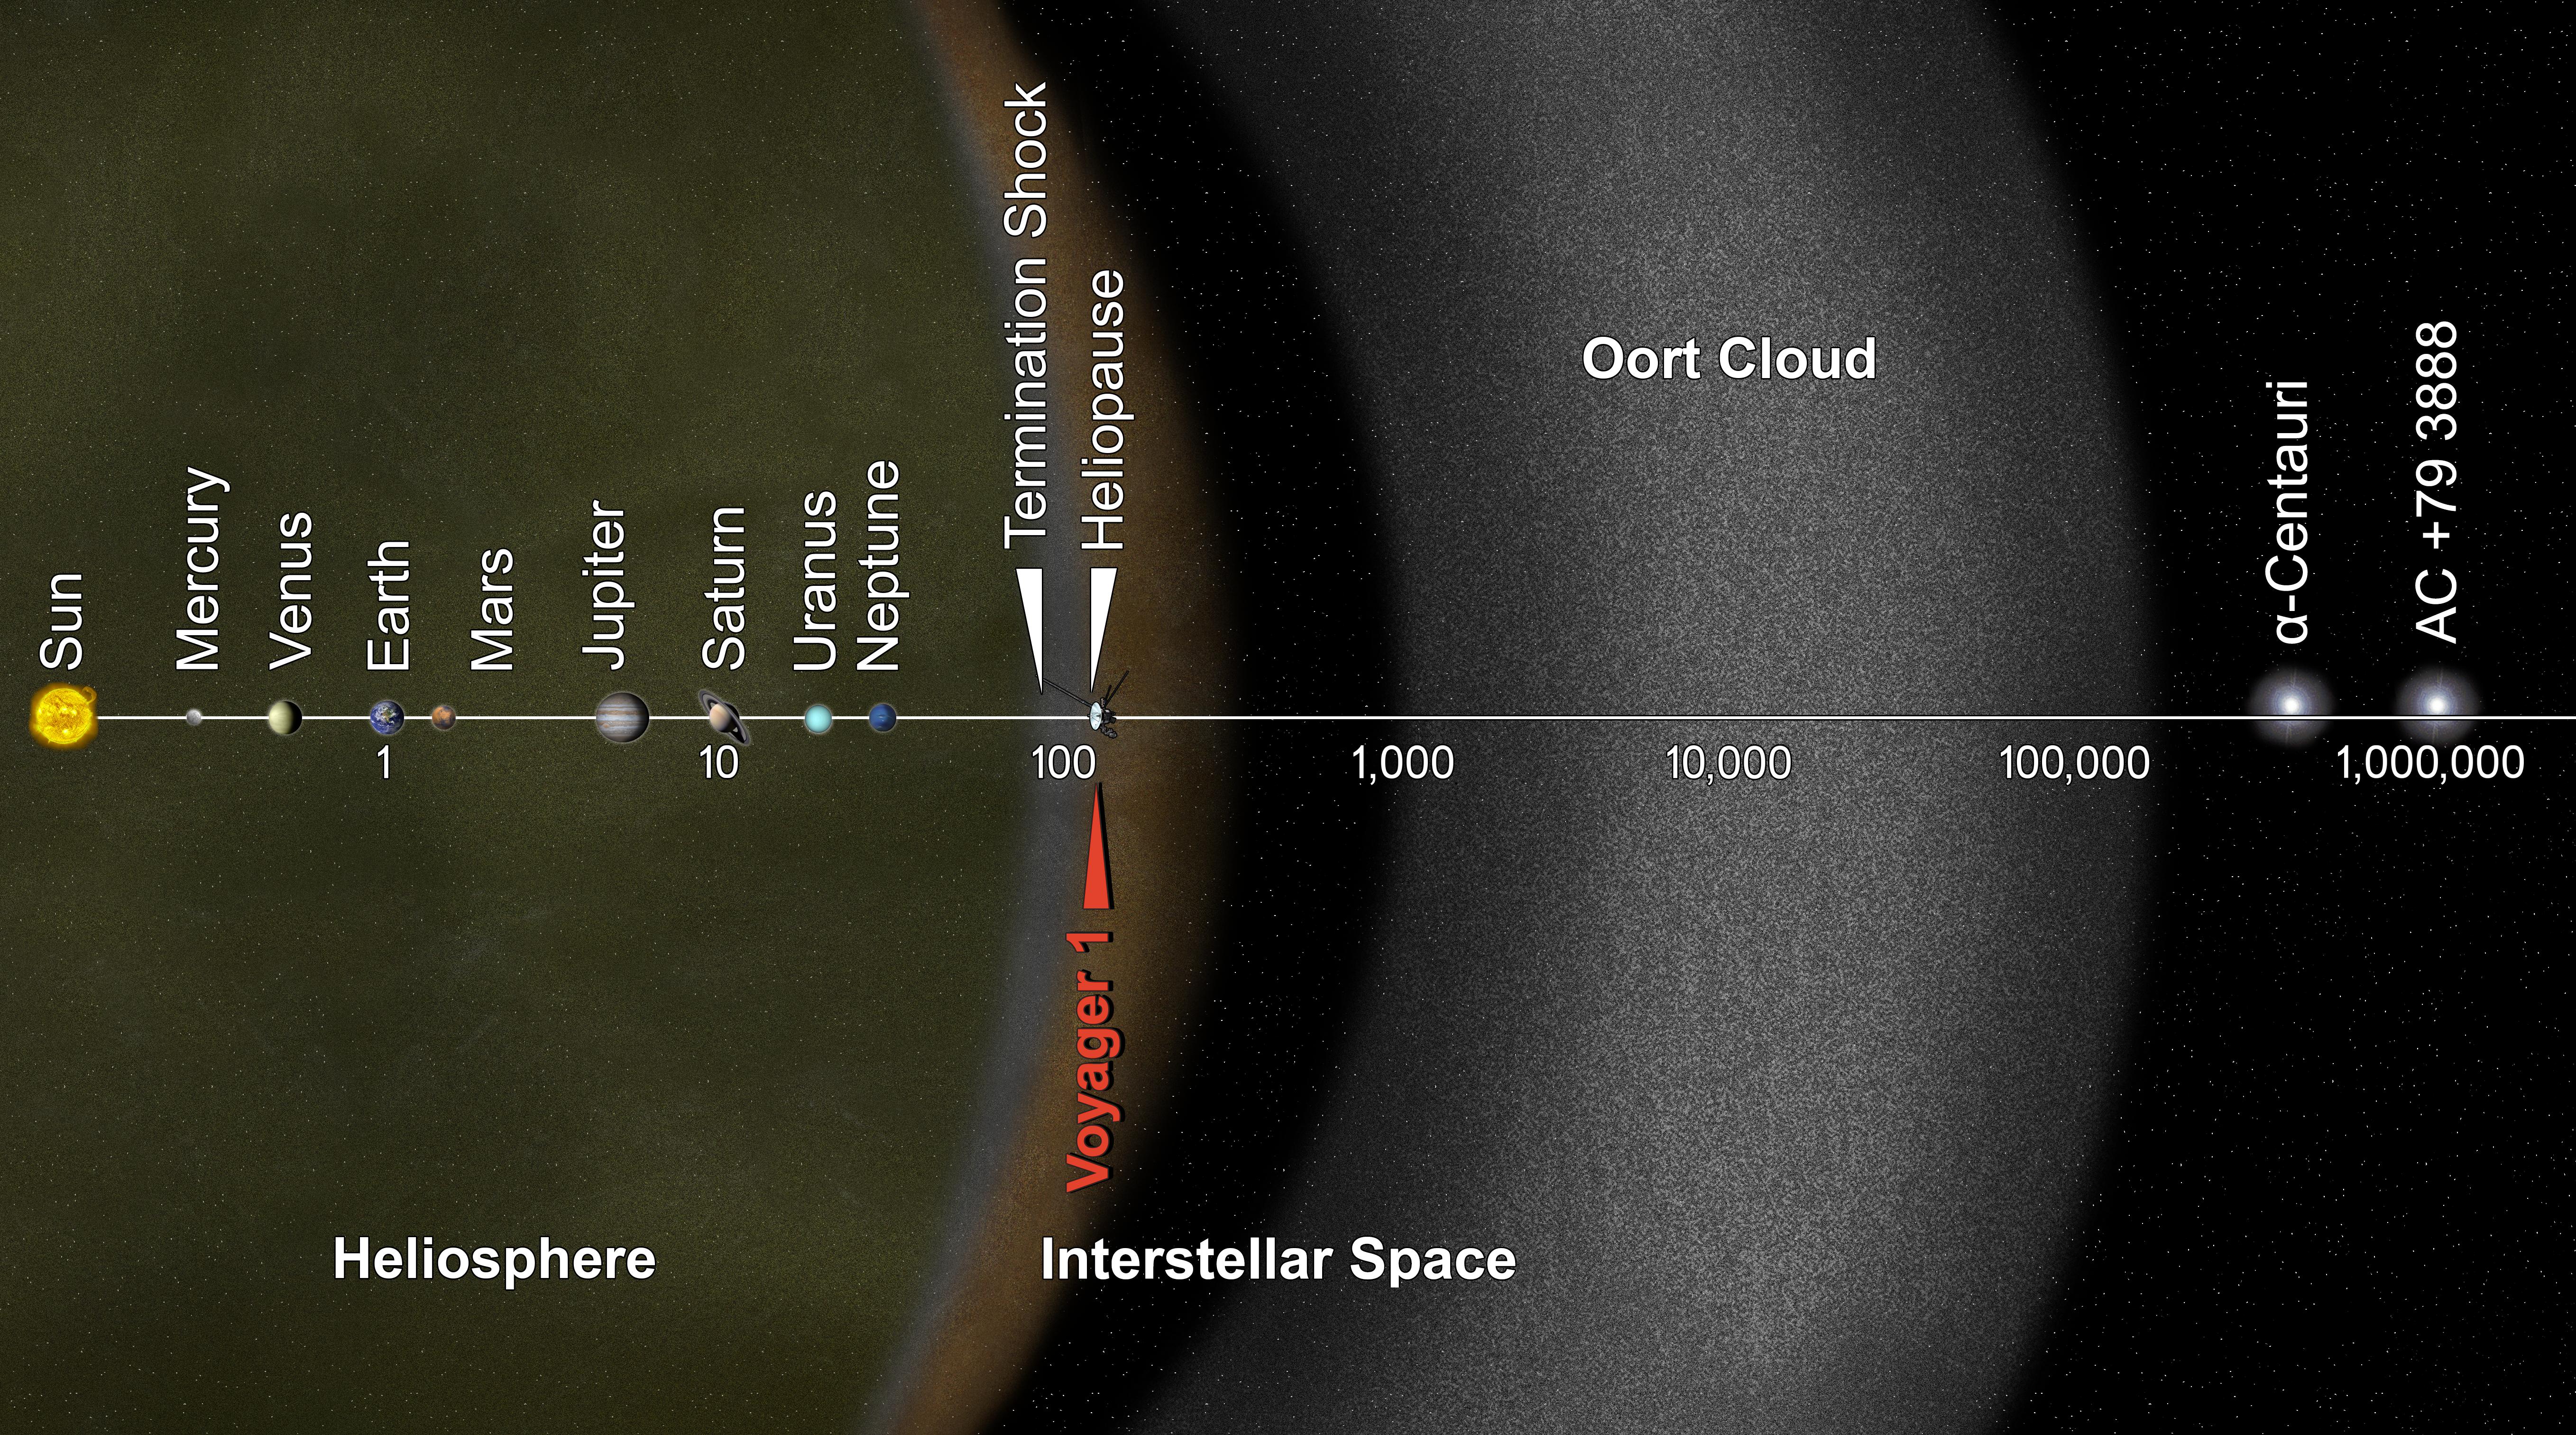 Sun
Mercury
Venus
Earth
Mars
Jupiter
Saturn
Uranus
Neptune
Termination Shock
Heliopause
Oort Cloud
α-Centauri
AC +79 3888
1
10
100
1,000
10,000
100,000
1,000,000
Voyager 1
Heliosphere
Interstellar Space